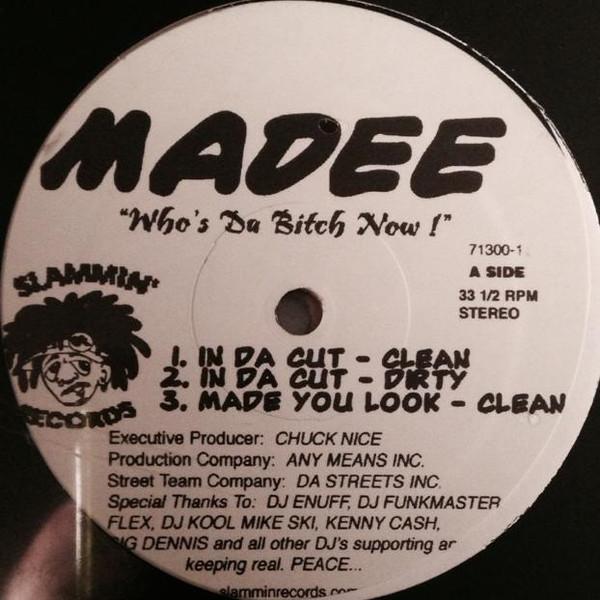 MADEE
"Who's Da Bitch Now!"
71300-1
A SIDE
33 1/2 RPM
STEREO
SLAMMIN'
RECORDS
1. IN DA CUT - CLEAN
2. IN DA CUT - DIRTY
3. MADE YOU LOOK - CLEAN
Executive Producer: CHUCK NICE
Production Company: ANY MEANS INC.
Street Team Company: DA STREETS INC.
Special Thanks To: DJ ENUFF, DJ FUNKMASTER
FLEX, DJ KOOL MIKE SKI, KENNY CASH,
DENNIS and all other DJ's supporting
keeping real. PEACE...
slamminrecords.com